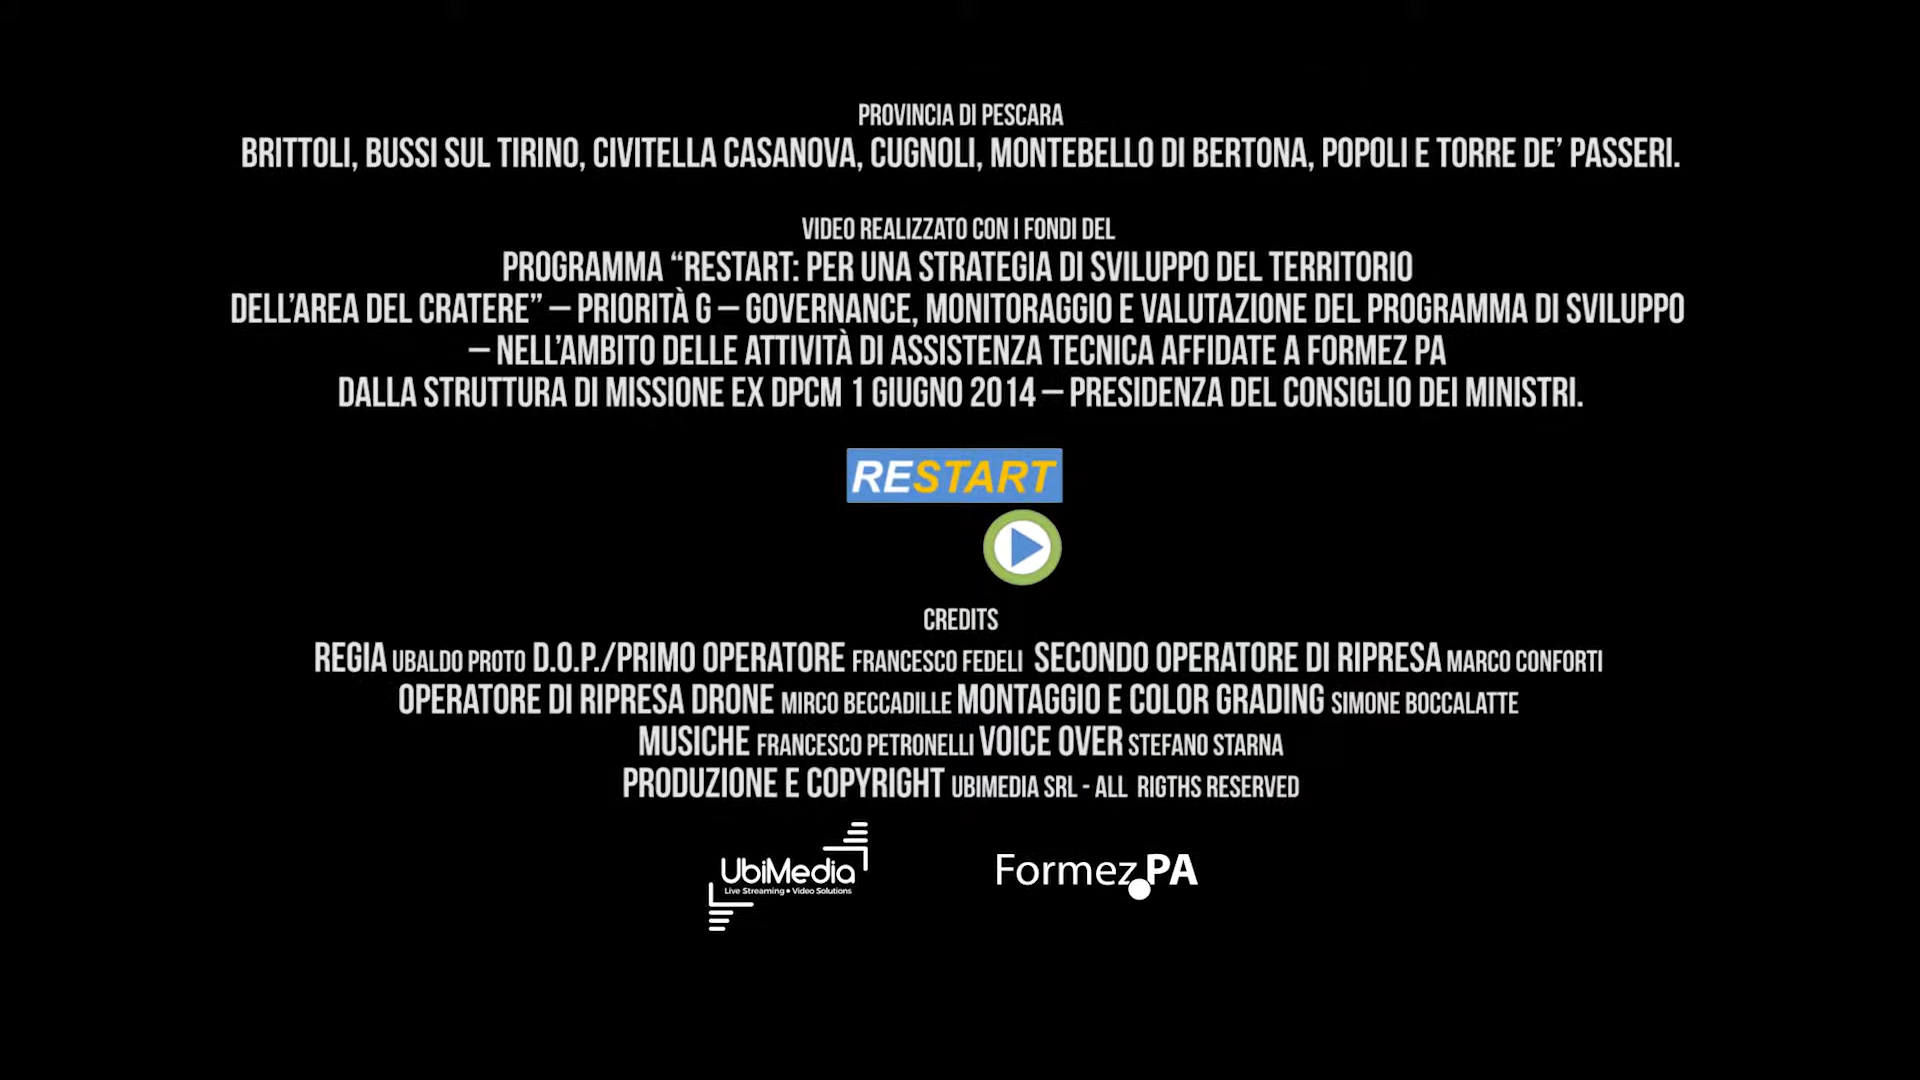 PROVINCIA DI PESCARA
BRITTOLI, BUSSI SUL TIRINO, CIVITELLA CASANOVA, CUGNOLI, MONTEBELLO DI BERTONA, POPOLI E TORRE DE’ PASSERI.
VIDEO REALIZZATO CON I FONDI DEL
PROGRAMMA “RESTART: PER UNA STRATEGIA DI SVILUPPO DEL TERRITORIO
DELL’AREA DEL CRATERE” – PRIORITÀ G – GOVERNANCE, MONITORAGGIO E VALUTAZIONE DEL PROGRAMMA DI SVILUPPO
– NELL’AMBITO DELLE ATTIVITÀ DI ASSISTENZA TECNICA AFFIDATE A FORMEZ PA
DALLA STRUTTURA DI MISSIONE EX DPCM 1 GIUGNO 2014 – PRESIDENZA DEL CONSIGLIO DEI MINISTRI.
RESTART
CREDITS
REGIA UBALDO PROTO D.O.P./PRIMO OPERATORE FRANCESCO FEDELI SECONDO OPERATORE DI RIPRESA MARCO CONFORTI
OPERATORE DI RIPRESA DRONE MIRCO BECCADILLE MONTAGGIO E COLOR GRADING SIMONE BOCCALATTE
MUSICHE FRANCESCO PETRONELLI VOICE OVER STEFANO STARNA
PRODUZIONE E COPYRIGHT UBIMEDIA SRL - ALL RIGTHS RESERVED
UbiMedia
Live Streaming • Video Solutions
Formez PA